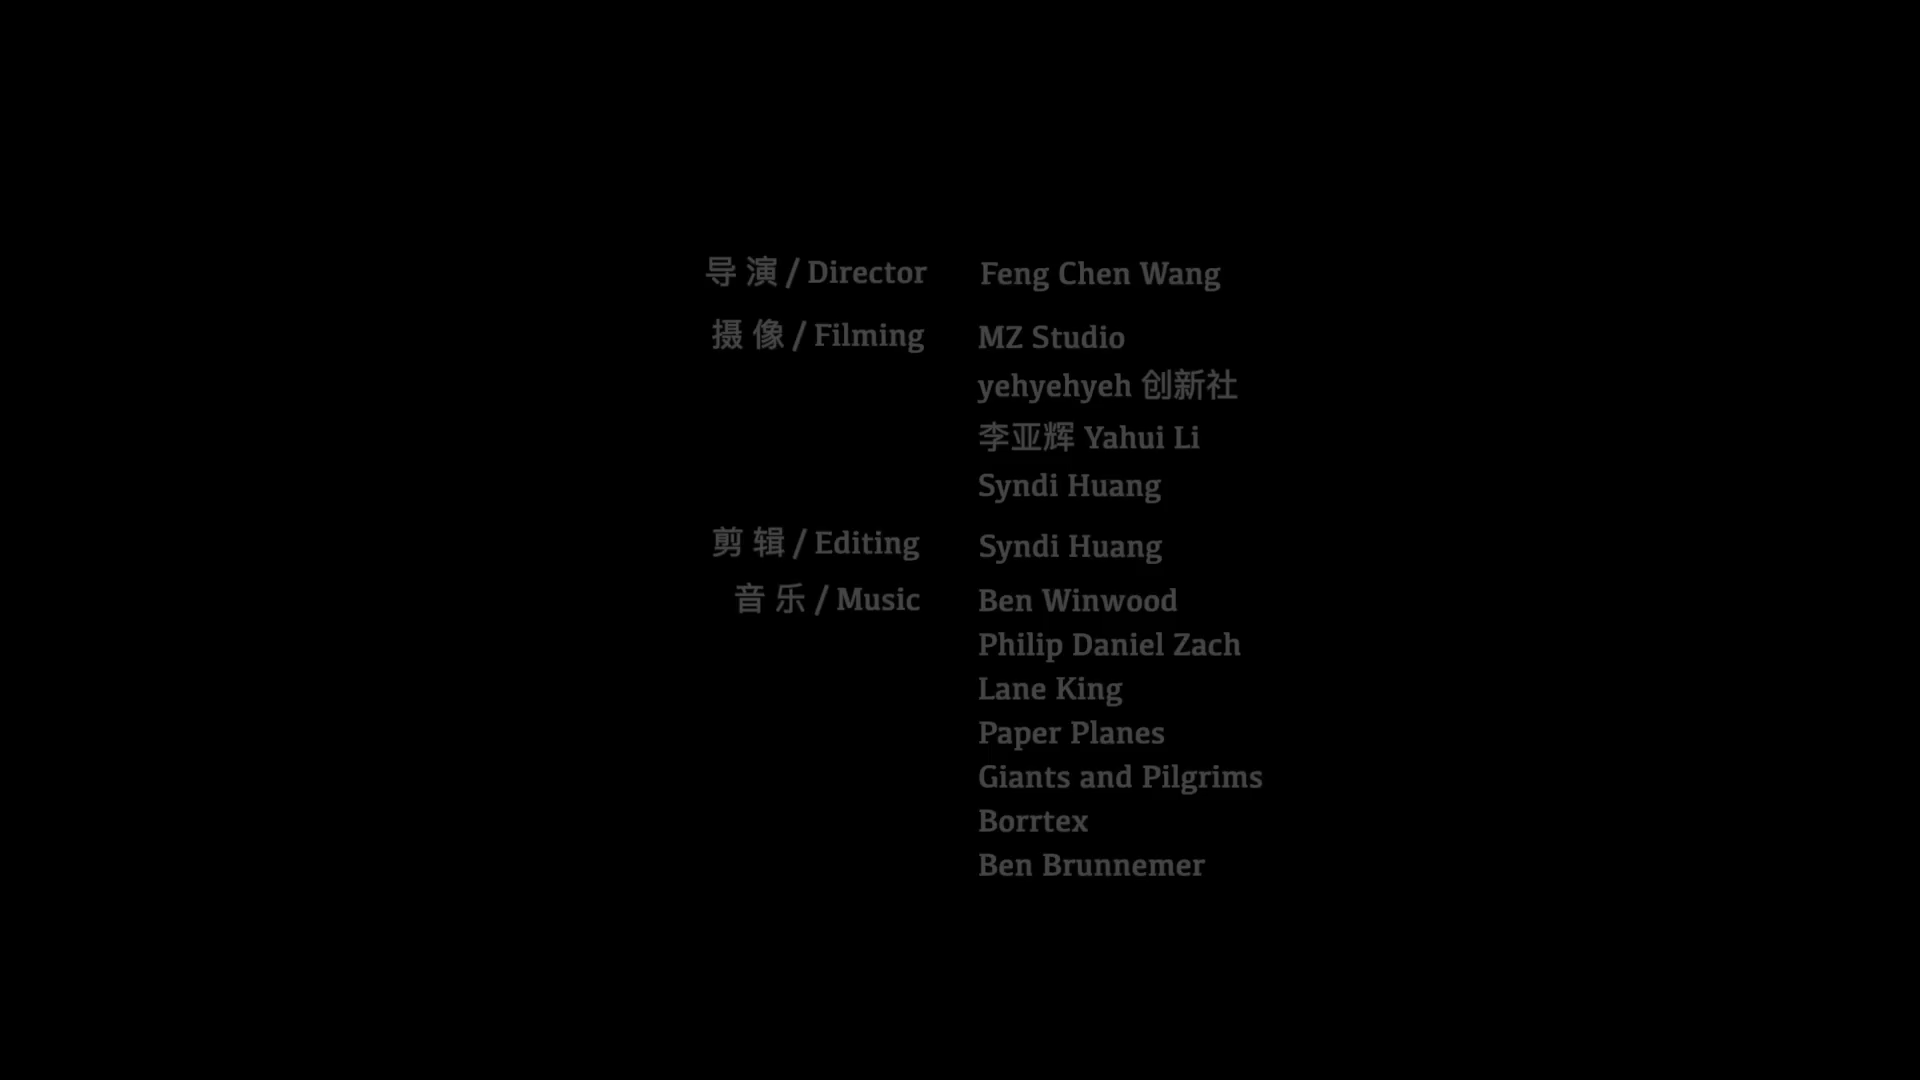 导 演 / Director Feng Chen Wang
摄 像 / Filming MZ Studio
yehyehyeh 创新社
李亚辉 Yahui Li
Syndi Huang
剪 辑 / Editing Syndi Huang
音 乐 / Music Ben Winwood
Philip Daniel Zach
Lane King
Paper Planes
Giants and Pilgrims
Borrtex
Ben Brunnemer